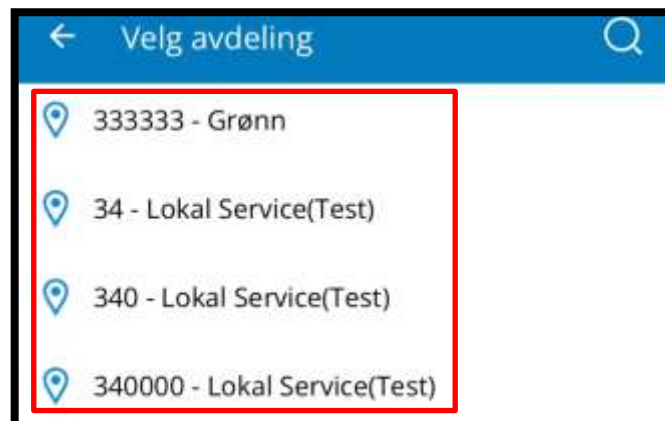 Velg avdeling
333333 - Grønn
34 - Lokal Service(Test)
340 - Lokal Service(Test)
340000 - Lokal Service(Test)